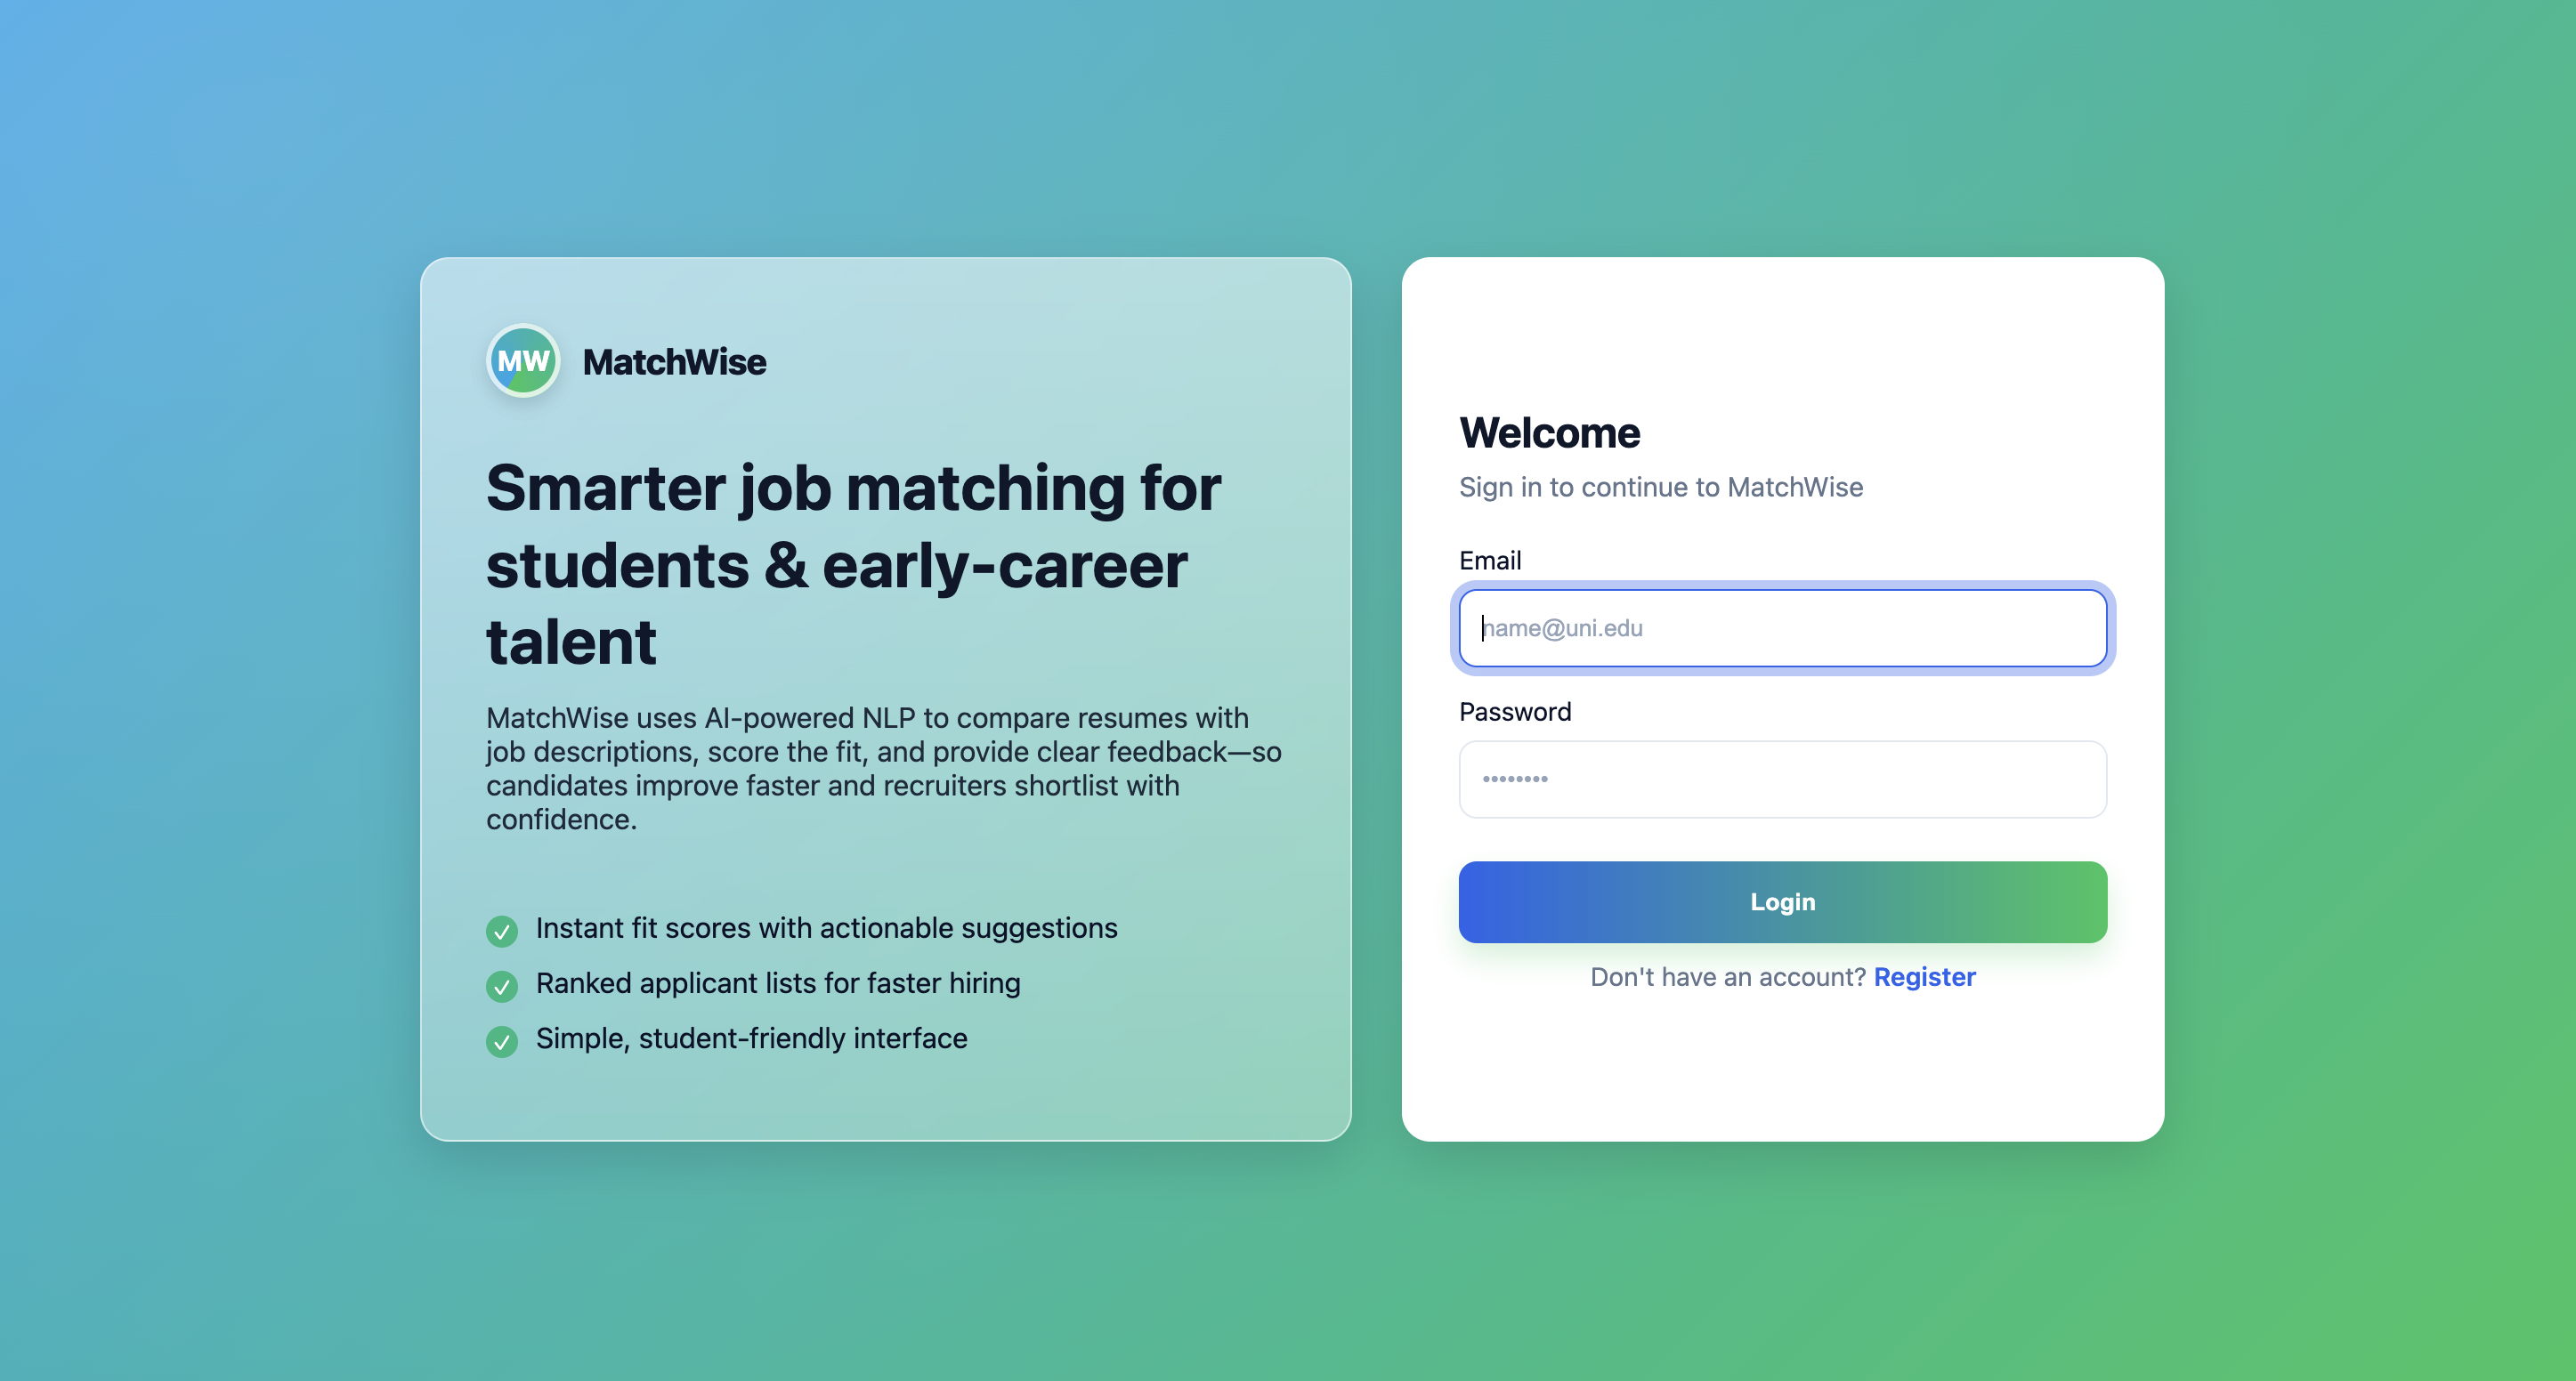 MW
MatchWise
Smarter job matching for
students & early-career
talent
MatchWise uses AI-powered NLP to compare resumes with
job descriptions, score the fit, and provide clear feedback—so
candidates improve faster and recruiters shortlist with
confidence.
Instant fit scores with actionable suggestions
Ranked applicant lists for faster hiring
Simple, student-friendly interface
Welcome
Sign in to continue to MatchWise
Email
name@uni.edu
Password
••••••••
Login
Don't have an account? Register